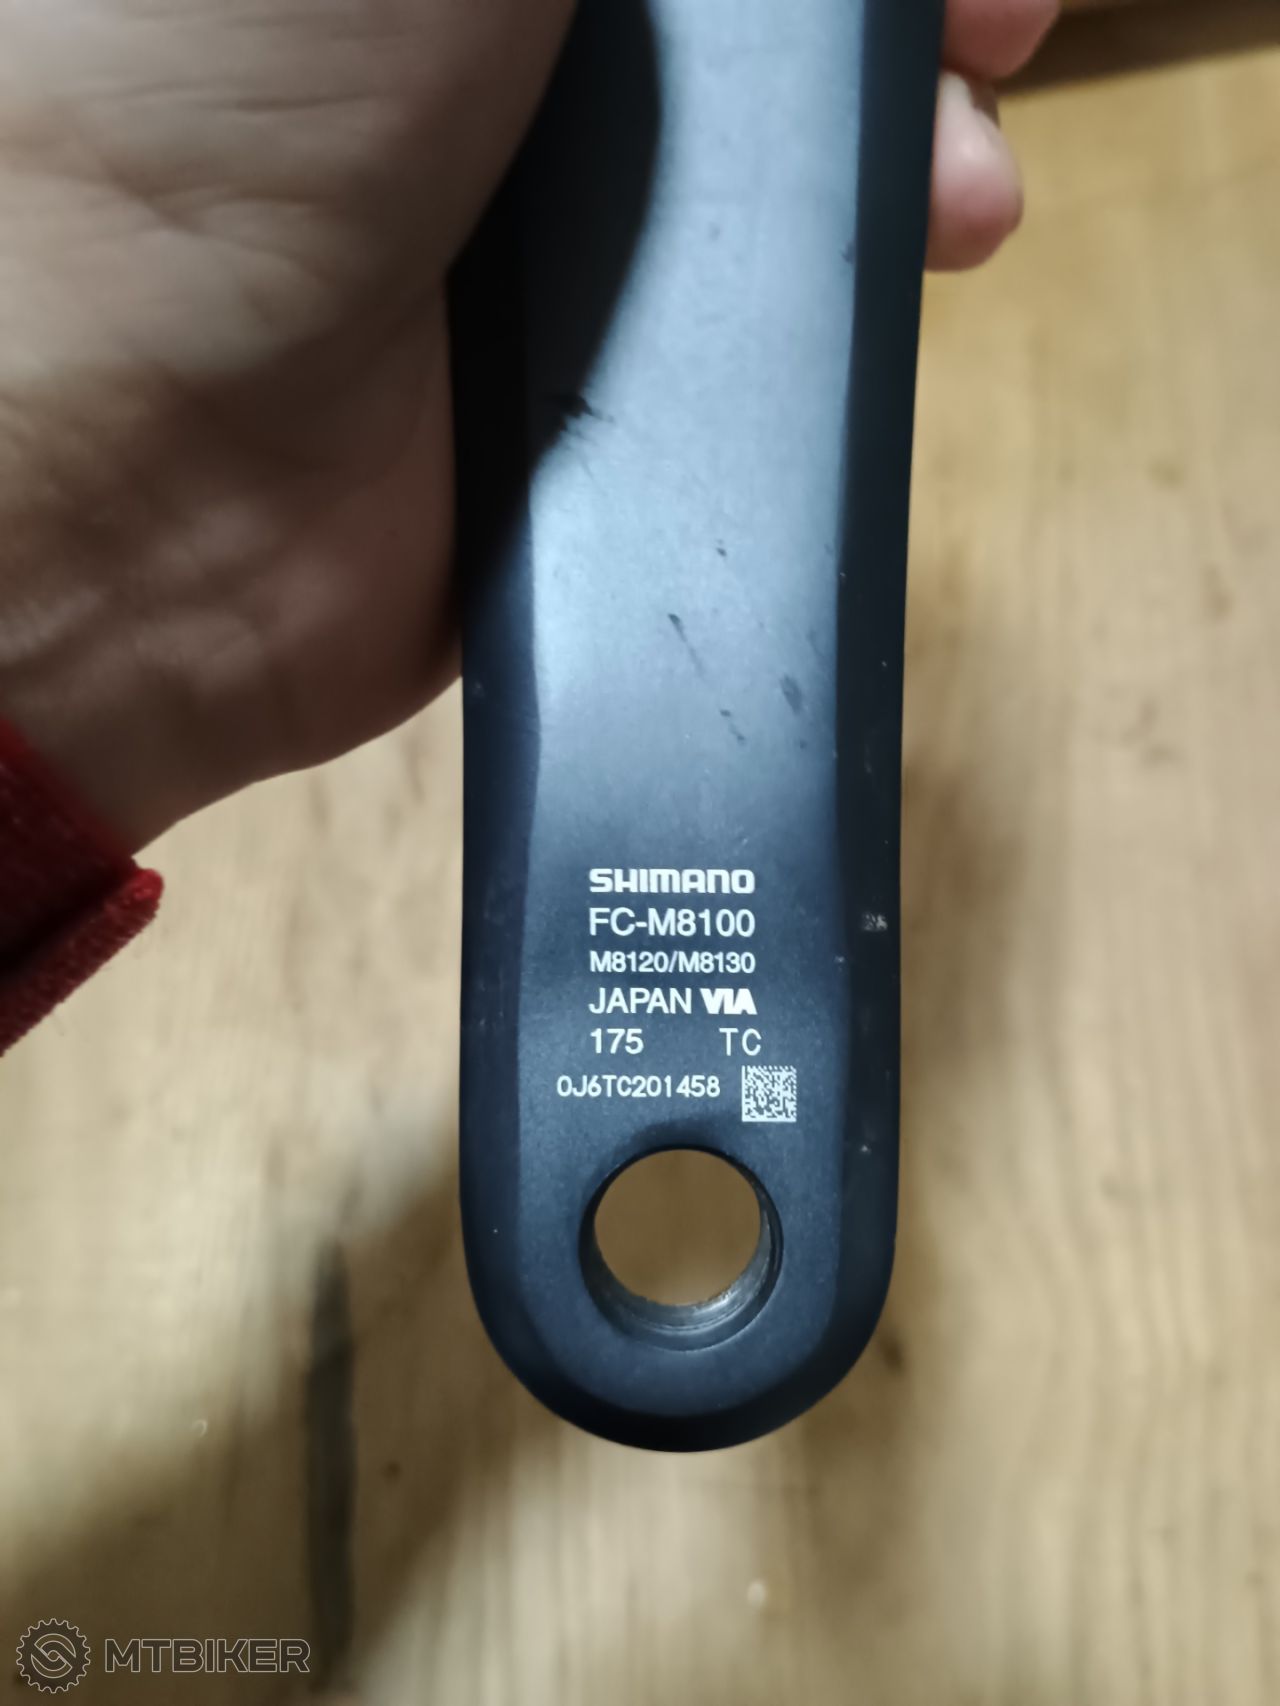 SHIMANO
FC-M8100
M8120/M8130
JAPAN VIA
175 TC
0J6TC201458
MTBIKER